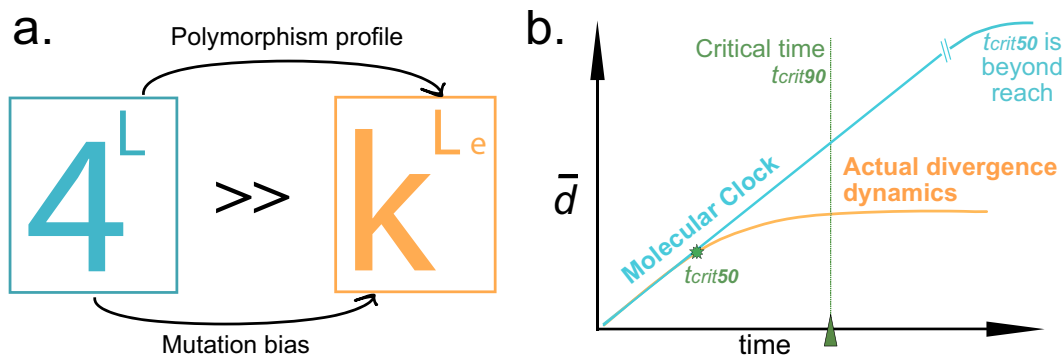 a.
Polymorphism profile
4^L
>>
k^L e
Mutation bias
b.
Critical time
tcrit90
tcrit50 is
beyond
reach
d̅
Molecular Clock
Actual divergence
dynamics
tcrit50
time